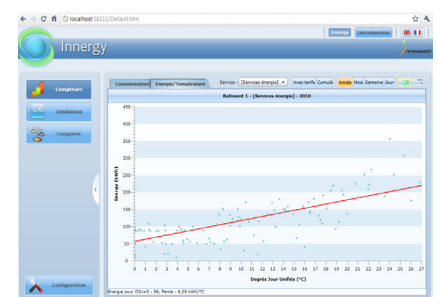 localhost:58211/Default.htm
Innergy
Déconnexion
Innergy
Innovasoft
Compteurs
Tendances
Comparer
Configuration
Consommation
Energie/Température
Service : [Services énergie]
Avec tarifs Cumulé Année Mois Semaine Jour
Batiment 1 - [Services énergie] - 2010
Energy (kWh)
450
400
350
300
250
200
150
100
50
0
0 1 2 3 4 5 6 7 8 9 10 11 12 13 14 15 16 17 18 19 20 21 22 23 24 25 26 27
Degrés Jour Unifiés (°C)
Energie pour DJU=0 : 56, Pente : 6,05 kWh/°C